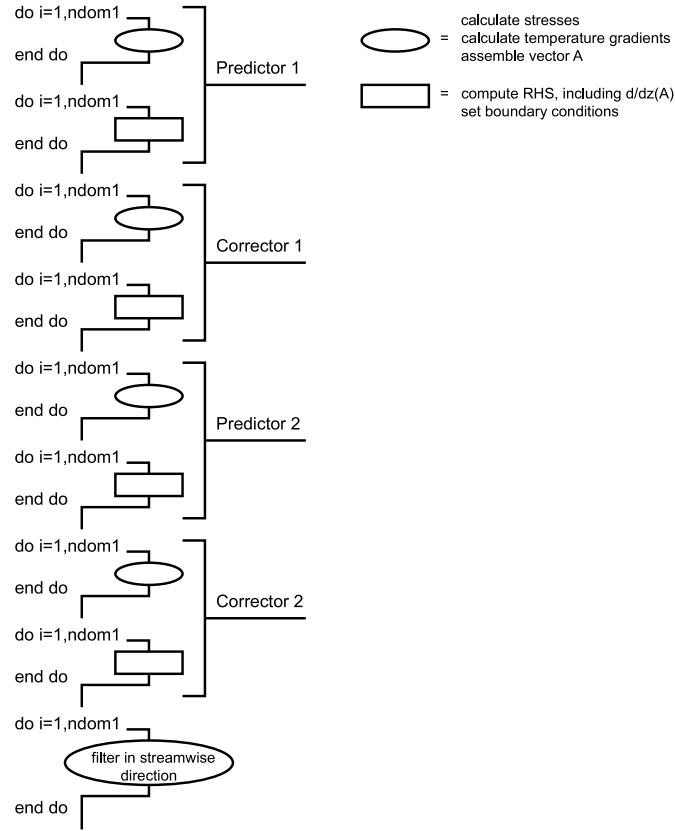 do i=1,ndom1
end do
Predictor 1
do i=1,ndom1
end do
do i=1,ndom1
end do
Corrector 1
do i=1,ndom1
end do
do i=1,ndom1
end do
Predictor 2
do i=1,ndom1
end do
do i=1,ndom1
end do
Corrector 2
do i=1,ndom1
end do
do i=1,ndom1
filter in streamwise
direction
end do
calculate stresses
= calculate temperature gradients
assemble vector A
= compute RHS, including d/dz(A)
set boundary conditions